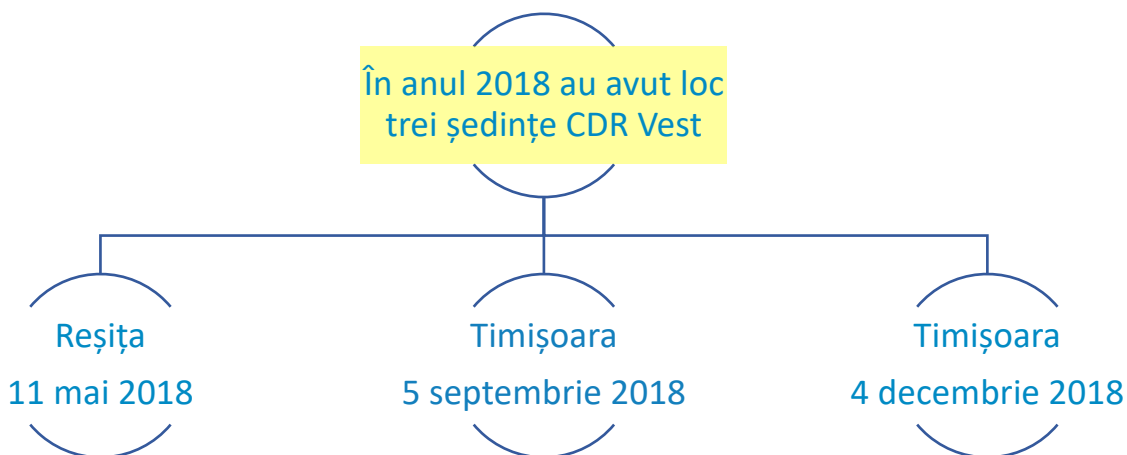 În anul 2018 au avut loc
trei ședințe CDR Vest
Reșița
11 mai 2018
Timișoara
5 septembrie 2018
Timișoara
4 decembrie 2018